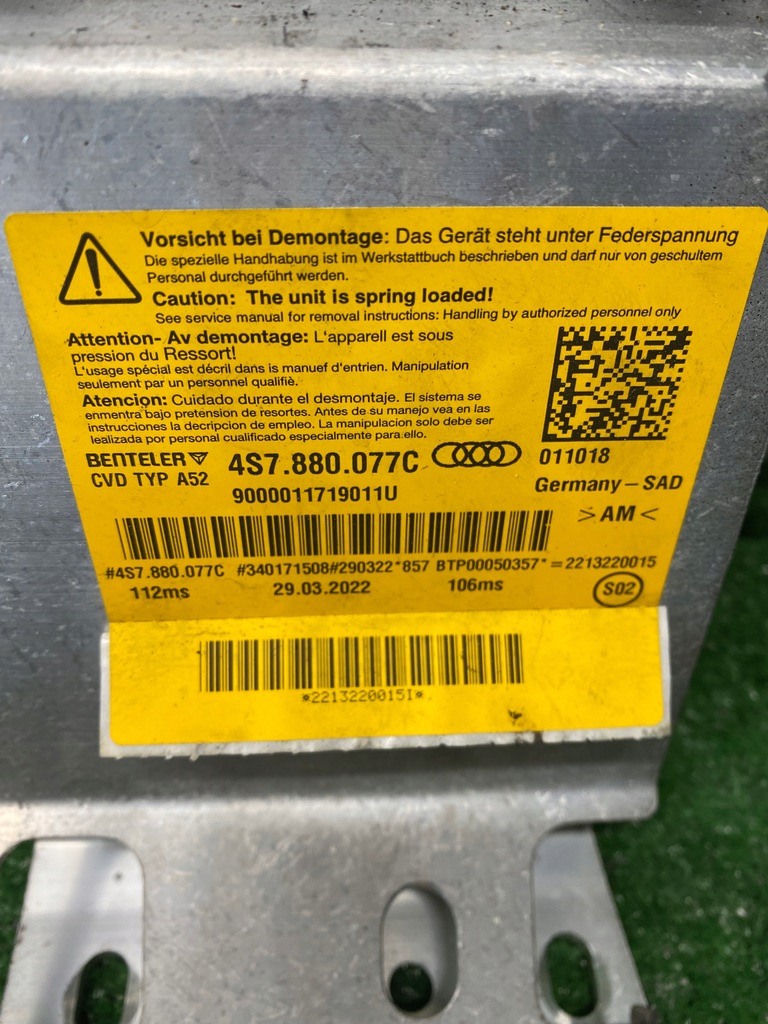 Vorsicht bei Demontage: Das Gerät steht unter Federspannung
Die spezielle Handhabung ist im Werkstattbuch beschrieben und darf nur von geschultem
Personal durchgeführt werden.
Caution: The unit is spring loaded!
See service manual for removal instructions: Handling by authorized personnel only
Attention- Av demontage: L'apparell est sous
pression du Ressort!
L'usage spécial est décril dans is manuef d'entrien. Manipulation
seulement par un personnel qualifiè.
Atencion: Cuidado durante el desmontaje. El sistema se
enmentra bajo pretension de resortes. Antes de su manejo vea en las
instrucciones la decripcion de empleo. La manipulacion solo debe ser
lealizada por personal cualificado especialmente para.ello.
BENTELER 4S7.880.077C 011018
CVD TYP A52 9000011719011U Germany – SAD
>AM<
#4S7.880.077C #340171508#290322*857 BTP00050357*=2213220015
112ms 29.03.2022 106ms S02
*2213220015I*